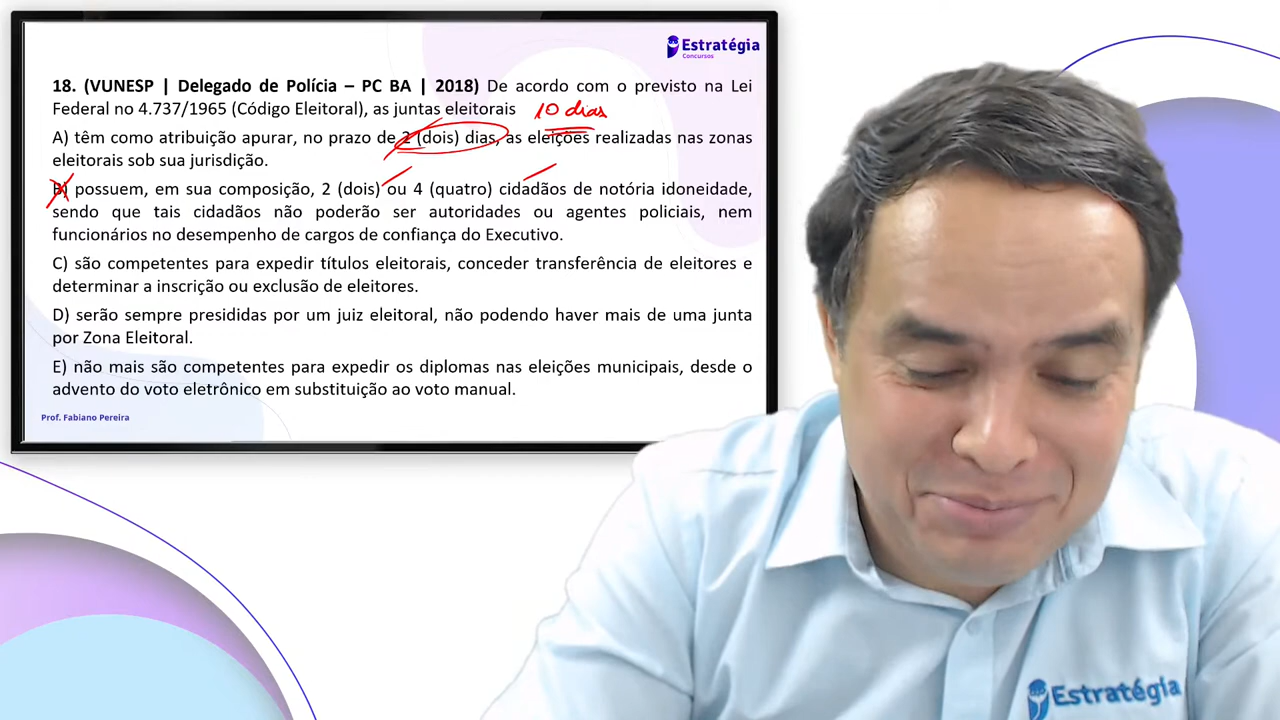 Estratégia
Concursos
18. (VUNESP | Delegado de Polícia – PC BA | 2018) De acordo com o previsto na Lei
Federal no 4.737/1965 (Código Eleitoral), as juntas eleitorais 10 dias
A) têm como atribuição apurar, no prazo de 2 (dois) dias, as eleições realizadas nas zonas
eleitorais sob sua jurisdição.
B) possuem, em sua composição, 2 (dois) ou 4 (quatro) cidadãos de notória idoneidade,
sendo que tais cidadãos não poderão ser autoridades ou agentes policiais, nem
funcionários no desempenho de cargos de confiança do Executivo.
C) são competentes para expedir títulos eleitorais, conceder transferência de eleitores e
determinar a inscrição ou exclusão de eleitores.
D) serão sempre presididas por um juiz eleitoral, não podendo haver mais de uma junta
por Zona Eleitoral.
E) não mais são competentes para expedir os diplomas nas eleições municipais, desde o
advento do voto eletrônico em substituição ao voto manual.
Prof. Fabiano Pereira
Estratégia